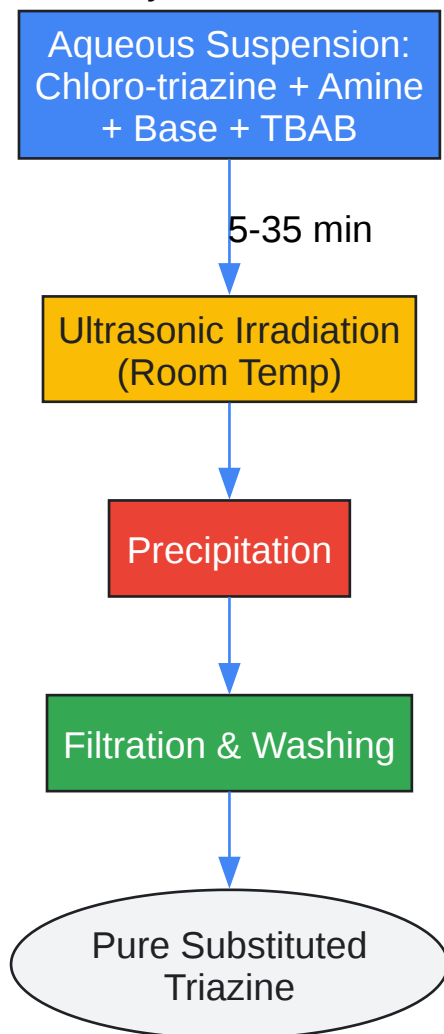 Aqueous Suspension:
Chloro-triazine + Amine
+ Base + TBAB
5-35 min
Ultrasonic Irradiation
(Room Temp)
Precipitation
Filtration & Washing
Pure Substituted
Triazine